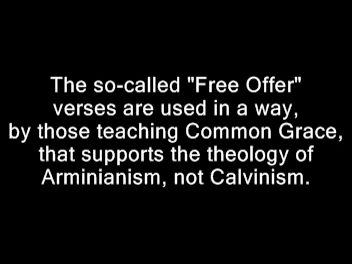 The so-called "Free Offer"
verses are used in a way,
by those teaching Common Grace,
that supports the theology of
Arminianism, not Calvinism.